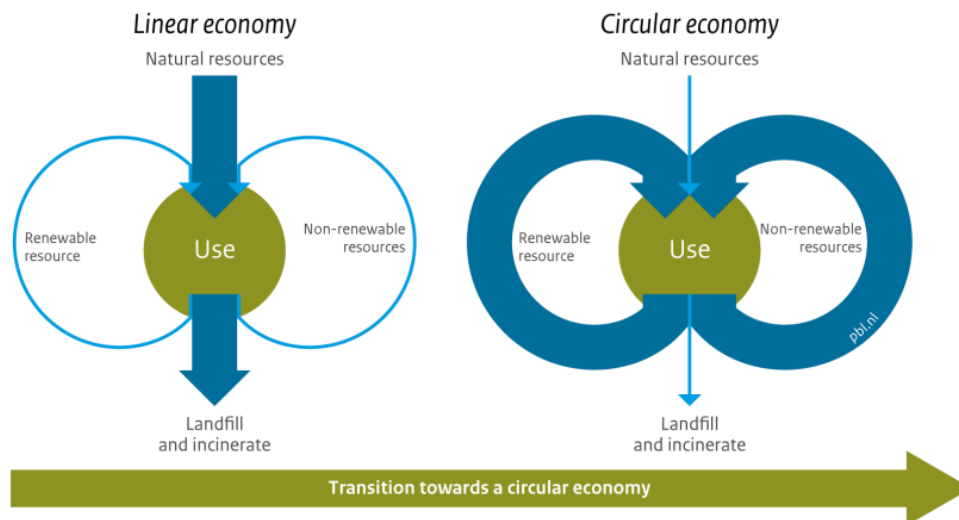 Linear economy
Natural resources
Renewable
resource
Use
Non-renewable
resources
Landfill
and incinerate
Circular economy
Natural resources
Renewable
resource
Use
Non-renewable
resources
pbl.nl
Landfill
and incinerate
Transition towards a circular economy